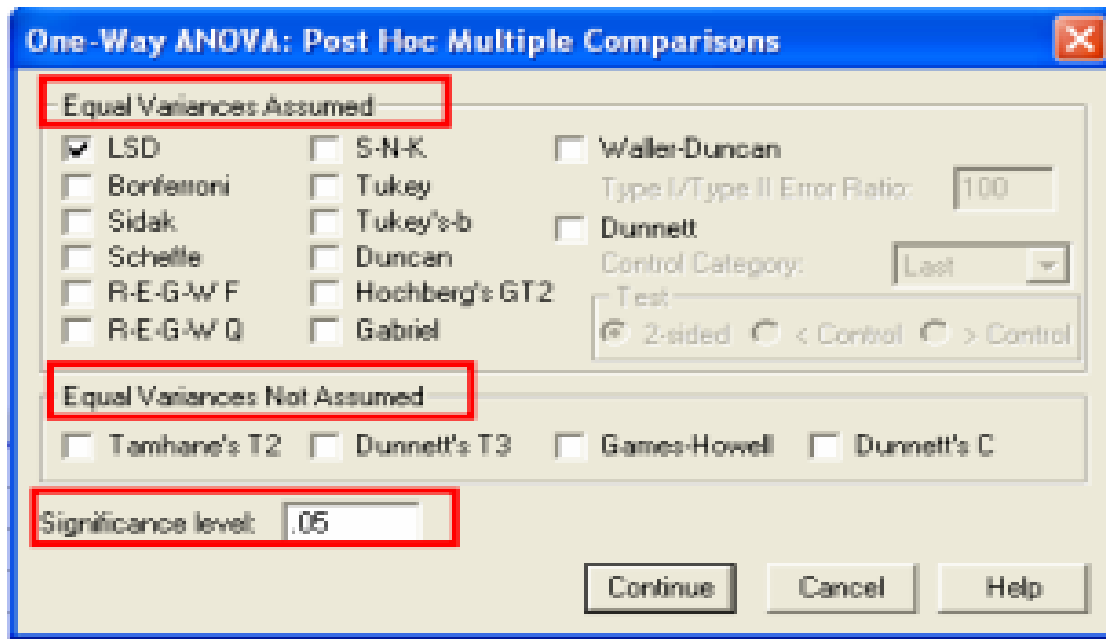 One-Way ANOVA: Post Hoc Multiple Comparisons
Equal Variances Assumed
LSD S-N-K Waller-Duncan
Bonferroni Tukey Type I/Type II Error Ratio: 100
Sidak Tukey's-b Dunnett
Scheffe Duncan Control Category: Last
R-E-G-W F Hochberg's GT2 Test
R-E-G-W Q Gabriel 2-sided < Control > Control
Equal Variances Not Assumed
Tamhane's T2 Dunnett's T3 Games-Howell Dunnett's C
Significance level: .05
Continue Cancel Help